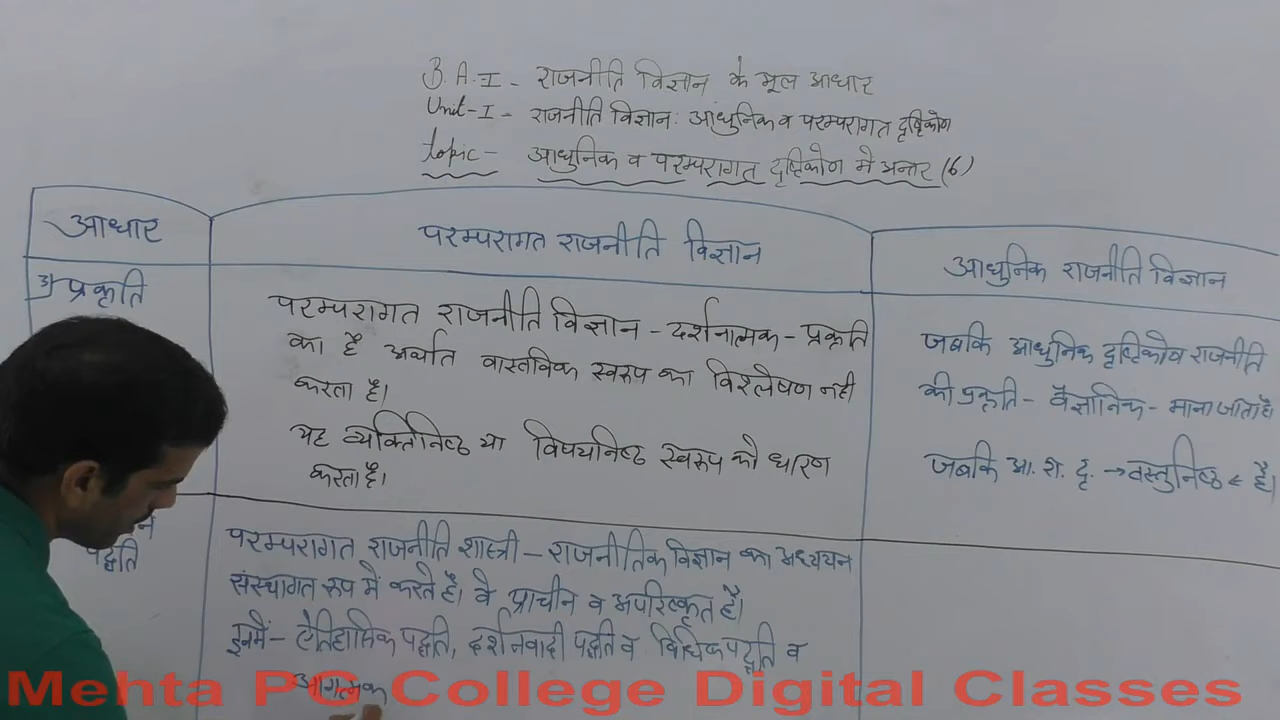 B.A.I - राजनीति विज्ञान के मूल आधार
Unit-I - राजनीति विज्ञान: आधुनिक व परम्परागत दृष्टिकोण
topic - आधुनिक व परम्परागत दृष्टिकोण मे अन्तर (6)
आधार
परम्परागत राजनीति विज्ञान
आधुनिक राजनीति विज्ञान
प्रकृति
परम्परागत राजनीति विज्ञान - दर्शनात्मक - प्रकृति
का है अर्थात वास्तविक स्वरूप का विश्लेषण नही
करता है।
यह व्यक्तिनिष्ठ या विषयनिष्ठ स्वरूप को धारण
करता है।
जबकि आधुनिक दृष्टिकोण राजनीति
की प्रकृति - वैज्ञानिक - माना जाता है
जबकि आ. रा. दृ. → वस्तुनिष्ठ ← है।
पद्धति
परम्परागत राजनीति शास्त्री - राजनीतिक विज्ञान का अध्ययन
संस्थागत रूप में करते है। वे प्राचीन व अपरिष्कृत है।
इनमें - ऐतिहासिक पद्धति, दर्शनवादी पद्धति व विधिक पद्धति व
आगत्मक
Mehta PG College Digital Classes